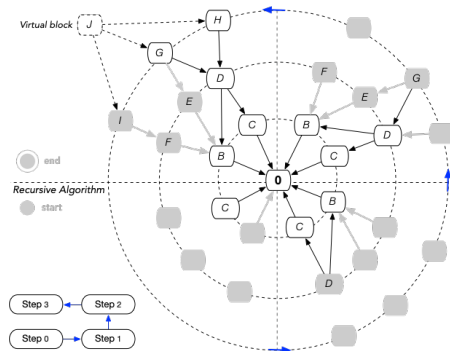 Virtual block
J
H
G
D
F
G
E
E
I
C
B
D
F
B
C
end
0
Recursive Algorithm
start
C
B
C
D
Step 3
Step 2
Step 0
Step 1